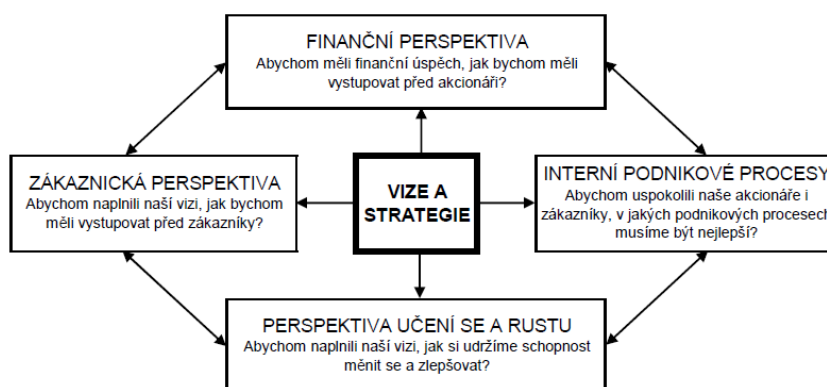 FINANČNÍ PERSPEKTIVA
Abychom měli finanční úspěch, jak bychom měli
vystupovat před akcionáři?
ZÁKAZNICKÁ PERSPEKTIVA
Abychom naplnili naší vizi, jak bychom
měli vystupovat před zákazníky?
VIZE A
STRATEGIE
INTERNÍ PODNIKOVÉ PROCESY
Abychom uspokolili naše akcionáře i
zákazníky, v jakých podnikových procesech
musíme být nejlepší?
PERSPEKTIVA UČENÍ SE A RUSTU
Abychom naplnili naší vizi, jak si udržíme schopnost
měnit se a zlepšovat?